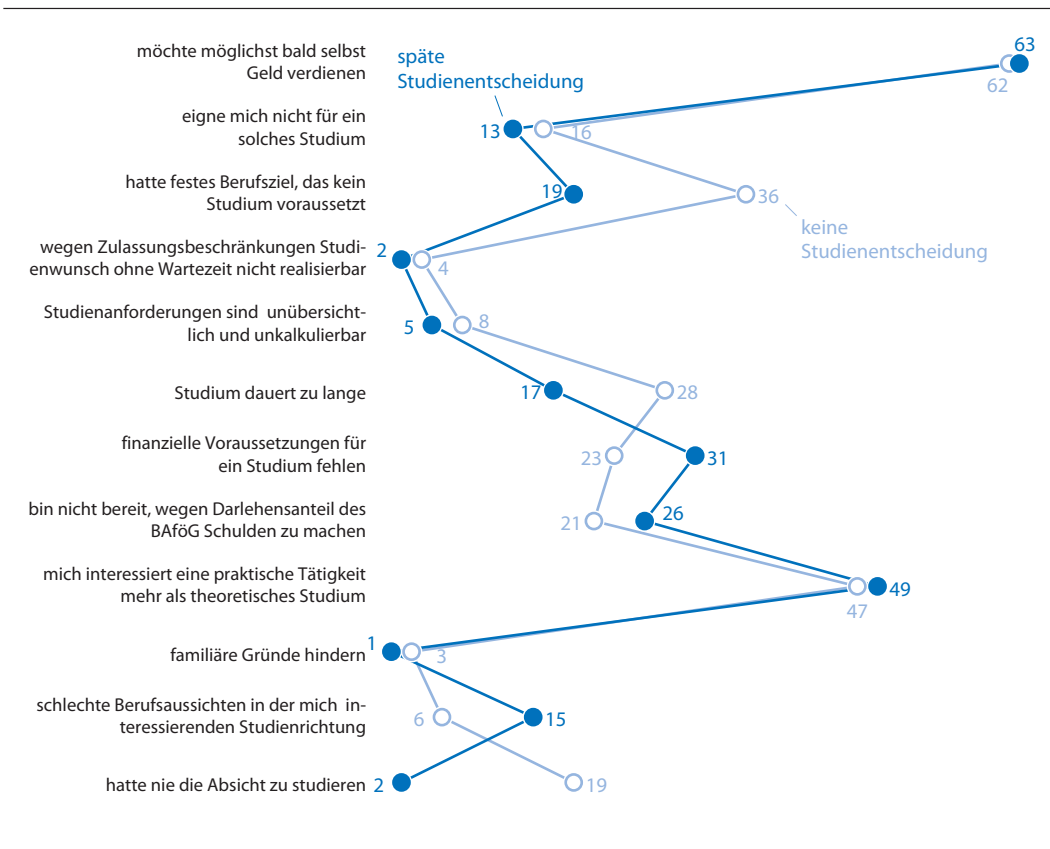 möchte möglichst bald selbst
Geld verdienen
späte
Studienentscheidung
63
62
eigne mich nicht für ein
solches Studium
13
16
hatte festes Berufsziel, das kein
Studium voraussetzt
19
36
keine
Studienentscheidung
wegen Zulassungsbeschränkungen Studi-
enwunsch ohne Wartezeit nicht realisierbar
2
4
Studienanforderungen sind unübersicht-
lich und unkalkulierbar
5
8
Studium dauert zu lange
17
28
finanzielle Voraussetzungen für
ein Studium fehlen
23
31
bin nicht bereit, wegen Darlehensanteil des
BAföG Schulden zu machen
21
26
mich interessiert eine praktische Tätigkeit
mehr als theoretisches Studium
49
47
familiäre Gründe hindern
1
3
schlechte Berufsaussichten in der mich in-
teressierenden Studienrichtung
6
15
hatte nie die Absicht zu studieren
2
19